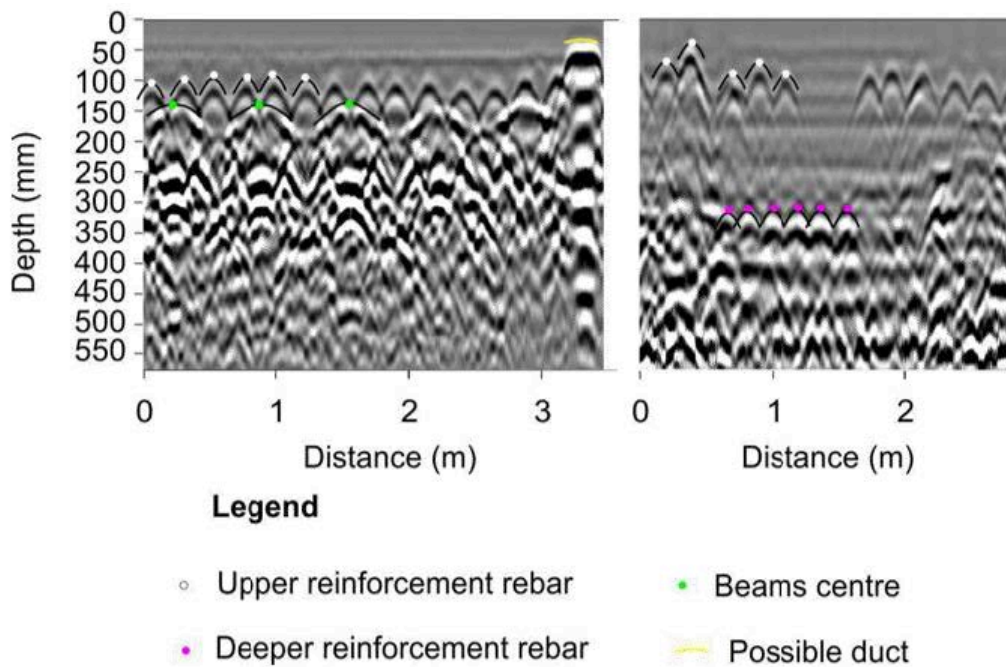 0
50
100
150
200
250
300
350
400
450
500
550
Depth (mm)
0 1 2 3
0 1 2
Distance (m)
Distance (m)
Legend
Upper reinforcement rebar
Beams centre
Deeper reinforcement rebar
Possible duct